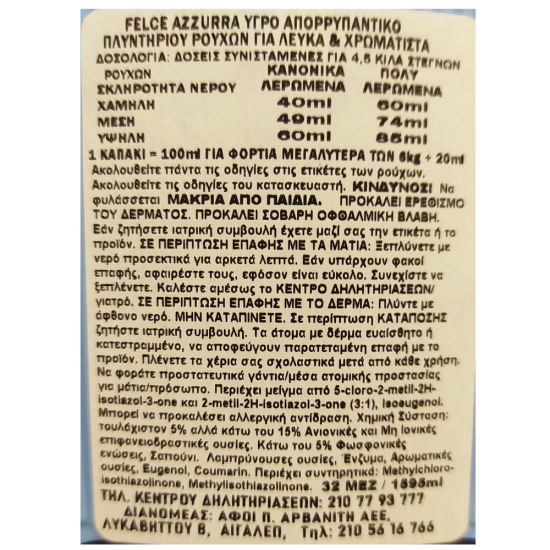 FELCE AZZURRA ΥΓΡΟ ΑΠΟΡΡΥΠΑΝΤΙΚΟ
ΠΛΥΝΤΗΡΙΟΥ ΡΟΥΧΩΝ ΓΙΑ ΛΕΥΚΑ & ΧΡΩΜΑΤΙΣΤΑ
ΔΟΣΟΛΟΓΙΑ: ΔΟΣΕΙΣ ΣΥΝΙΣΤΑΜΕΝΕΣ ΓΙΑ 4,5 ΚΙΛΑ ΣΤΕΓΝΩΝ
ΡΟΥΧΩΝ ΚΑΝΟΝΙΚΑ ΠΟΛΥ
ΣΚΛΗΡΟΤΗΤΑ ΝΕΡΟΥ ΛΕΡΩΜΕΝΑ ΛΕΡΩΜΕΝΑ
ΧΑΜΗΛΗ 40ml 60ml
ΜΕΣΗ 49ml 74ml
ΥΨΗΛΗ 60ml 85ml
1 ΚΑΠΑΚΙ = 100ml ΓΙΑ ΦΟΡΤΙΑ ΜΕΓΑΛΥΤΕΡΑ ΤΩΝ 6kg + 20ml
Ακολουθείτε πάντα τις οδηγίες στις ετικέτες των ρούχων.
Ακολουθείτε τις οδηγίες του κατασκευαστή. ΚΙΝΔΥΝΟΣ! Να
φυλάσσεται ΜΑΚΡΙΑ ΑΠΟ ΠΑΙΔΙΑ. ΠΡΟΚΑΛΕΙ ΕΡΕΘΙΣΜΟ
ΤΟΥ ΔΕΡΜΑΤΟΣ. ΠΡΟΚΑΛΕΙ ΣΟΒΑΡΗ ΟΦΘΑΛΜΙΚΗ ΒΛΑΒΗ.
Εάν ζητήσετε ιατρική συμβουλή έχετε μαζί σας την ετικέτα ή το
προϊόν. ΣΕ ΠΕΡΙΠΤΩΣΗ ΕΠΑΦΗΣ ΜΕ ΤΑ ΜΑΤΙΑ: Ξεπλύνετε με
νερό προσεκτικά για αρκετά λεπτά. Εάν υπάρχουν φακοί
επαφής, αφαιρέστε τους, εφόσον είναι εύκολο. Συνεχίστε να
ξεπλένετε. Καλέστε αμέσως το ΚΕΝΤΡΟ ΔΗΛΗΤΗΡΙΑΣΕΩΝ/
γιατρό. ΣΕ ΠΕΡΙΠΤΩΣΗ ΕΠΑΦΗΣ ΜΕ ΤΟ ΔΕΡΜΑ: Πλύντε με
άφθονο νερό. ΜΗΝ ΚΑΤΑΠΙΝΕΤΕ. Σε περίπτωση ΚΑΤΑΠΟΣΗΣ
ζητήστε ιατρική συμβουλή. Τα άτομα με δέρμα ευαίσθητο ή
κατεστραμμένο, να αποφεύγουν παρατεταμένη επαφή με το
προϊόν. Πλένετε τα χέρια σας σχολαστικά μετά από κάθε χρήση.
Να φοράτε προστατευτικά γάντια/μέσα ατομικής προστασίας
για μάτια/πρόσωπο. Περιέχει μείγμα από 5-cloro-2-metil-2H-
isotiazol-3-one και 2-metil-2H-isotiazol-3-one (3:1), Isoeugenol.
Μπορεί να προκαλέσει αλλεργική αντίδραση. Χημική Σύσταση:
τουλάχιστον 5% αλλά κάτω του 15% Ανιονικές και Μη Ιονικές
επιφανειοδραστικές ουσίες. Κάτω του 5% Φωσφονικές
ενώσεις, Σαπούνι. Λαμπρύνουσες ουσίες, Ένζυμα, Αρωματικές
ουσίες, Eugenol, Coumarin. Περιέχει συντηρητικά: Methylchloro-
isothiazolinone, Methylisothiazolinone. 32 ΜΕΖ / 1595ml
ΤΗΛ. ΚΕΝΤΡΟΥ ΔΗΛΗΤΗΡΙΑΣΕΩΝ: 210 77 93 777
ΔΙΑΝΟΜΕΑΣ: ΑΦΟΙ Π. ΑΡΒΑΝΙΤΗ ΑΕΕ,
ΛΥΚΑΒΗΤΤΟΥ 8, ΑΙΓΑΛΕΩ, Τηλ: 210 56 16 766